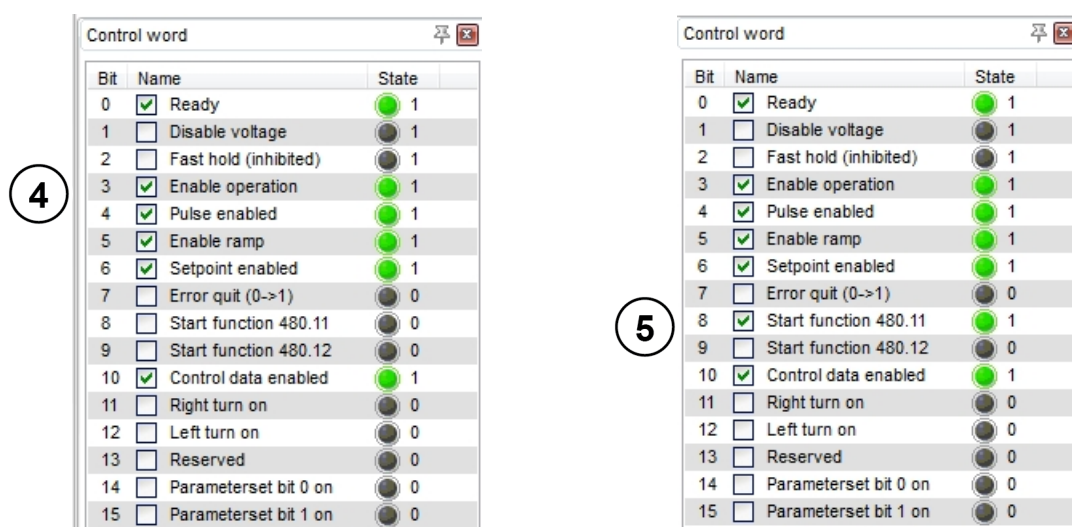 Control word
Bit Name State
0 Ready 1
1 Disable voltage 1
2 Fast hold (inhibited) 1
3 Enable operation 1
4 Pulse enabled 1
5 Enable ramp 1
6 Setpoint enabled 1
7 Error quit (0->1) 0
8 Start function 480.11 0
9 Start function 480.12 0
10 Control data enabled 1
11 Right turn on 0
12 Left turn on 0
13 Reserved 0
14 Parameterset bit 0 on 0
15 Parameterset bit 1 on 0
4
Control word
Bit Name State
0 Ready 1
1 Disable voltage 1
2 Fast hold (inhibited) 1
3 Enable operation 1
4 Pulse enabled 1
5 Enable ramp 1
6 Setpoint enabled 1
7 Error quit (0->1) 0
8 Start function 480.11 1
9 Start function 480.12 0
10 Control data enabled 1
11 Right turn on 0
12 Left turn on 0
13 Reserved 0
14 Parameterset bit 0 on 0
15 Parameterset bit 1 on 0
5